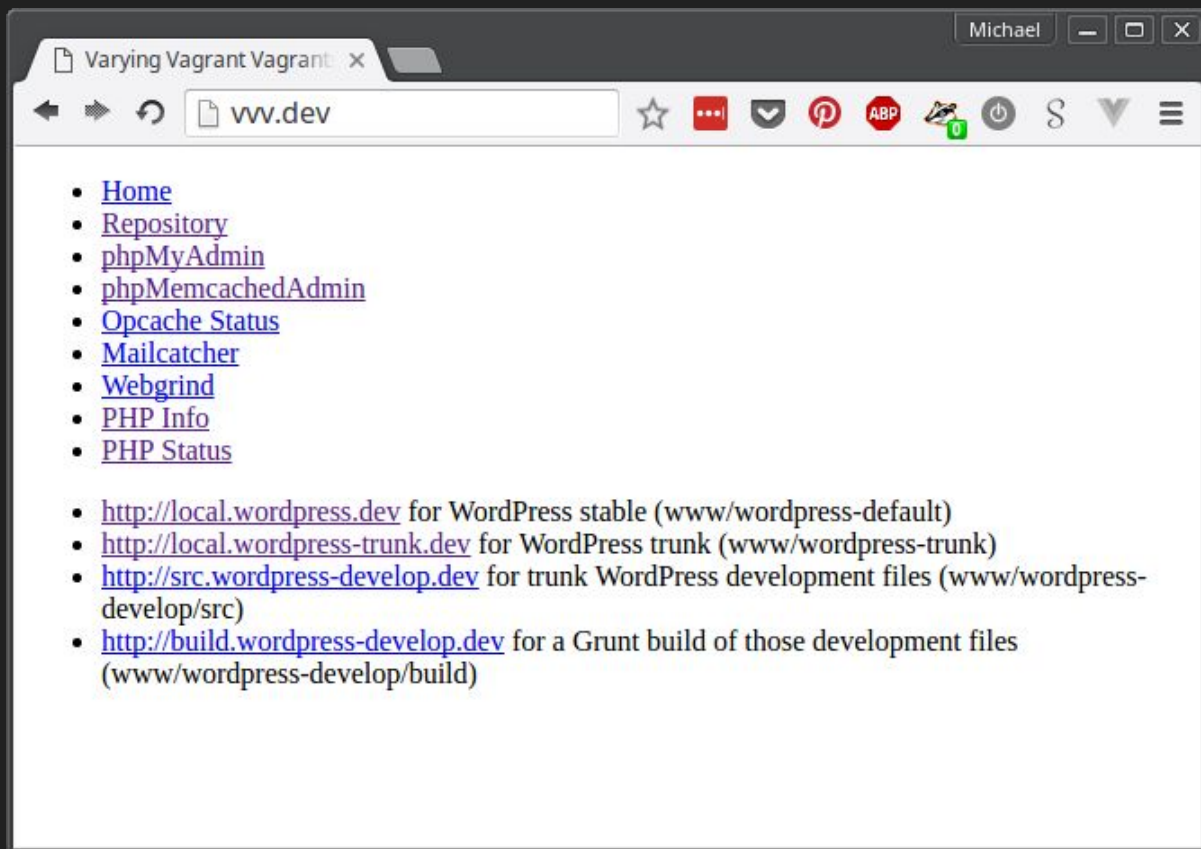 Michael
Varying Vagrant Vagrant
vvv.dev
ABP
0
S
Home
Repository
phpMyAdmin
phpMemcachedAdmin
Opcache Status
Mailcatcher
Webgrind
PHP Info
PHP Status
http://local.wordpress.dev for WordPress stable (www/wordpress-default)
http://local.wordpress-trunk.dev for WordPress trunk (www/wordpress-trunk)
http://src.wordpress-develop.dev for trunk WordPress development files (www/wordpress-
develop/src)
http://build.wordpress-develop.dev for a Grunt build of those development files
(www/wordpress-develop/build)